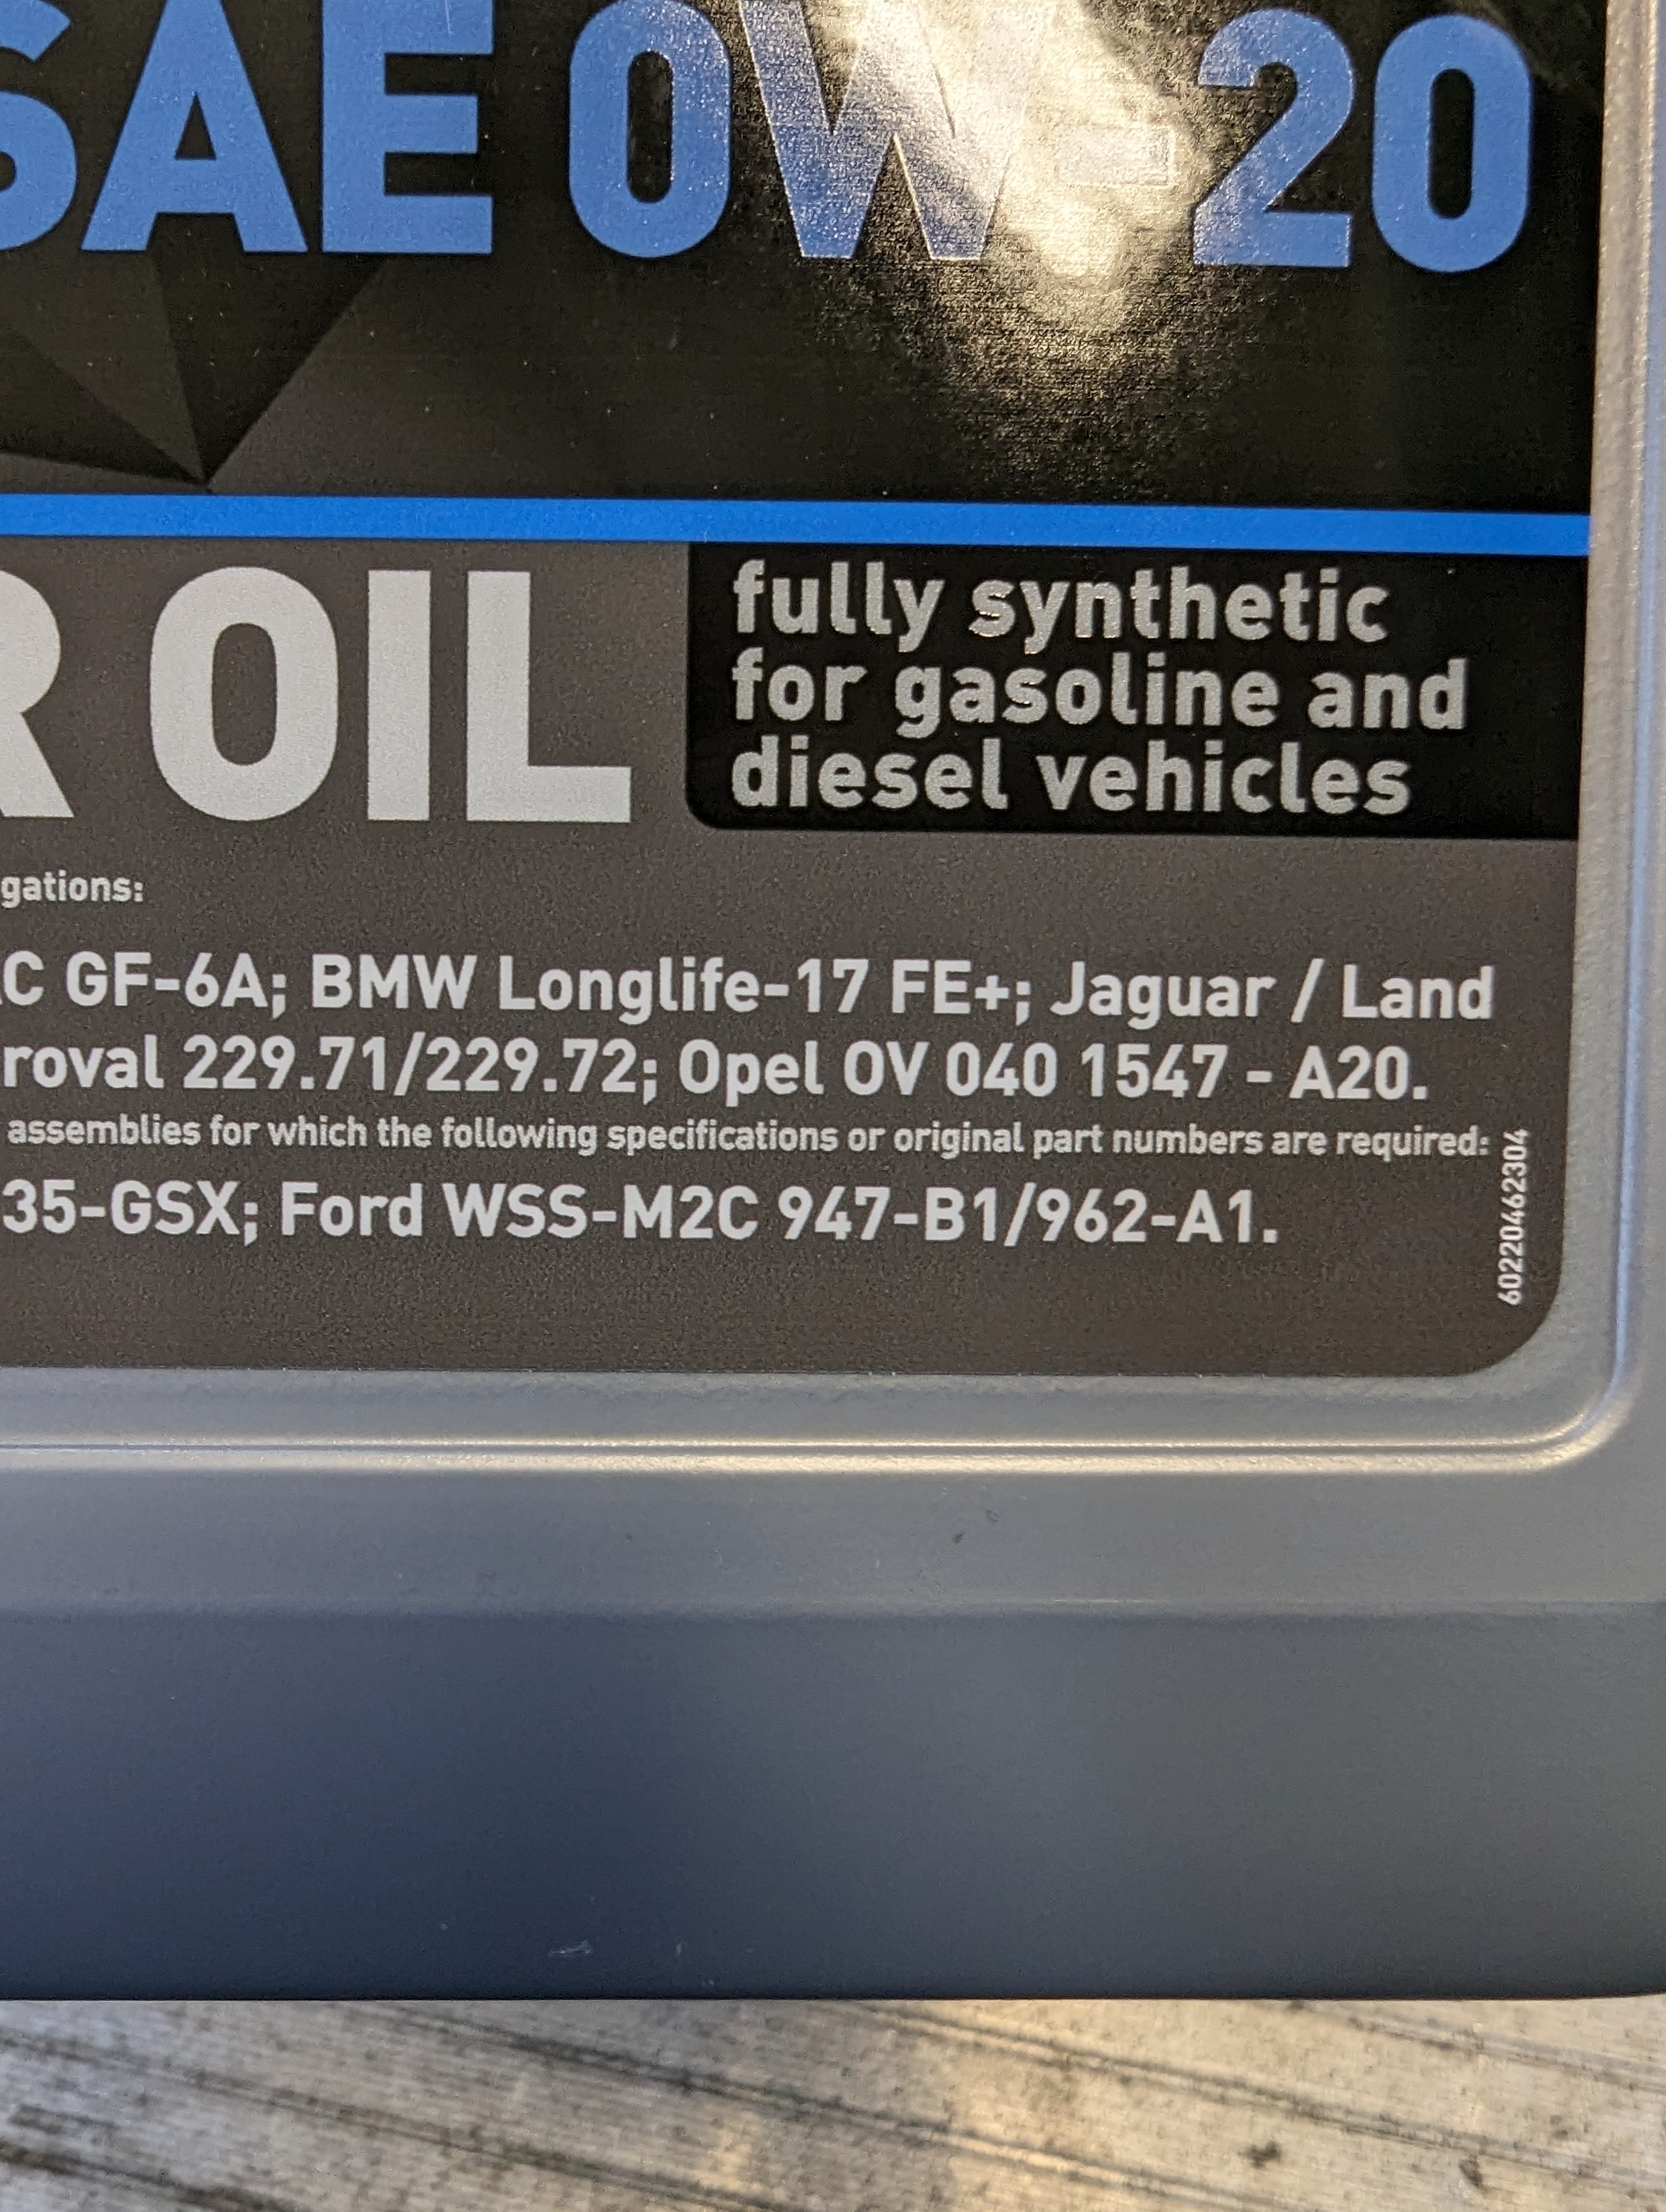 SAE 0W-20
R OIL
fully synthetic
for gasoline and
diesel vehicles
gations:
C GF-6A; BMW Longlife-17 FE+; Jaguar / Land
roval 229.71/229.72; Opel OV 040 1547 - A20.
assemblies for which the following specifications or original part numbers are required:
35-GSX; Ford WSS-M2C 947-B1/962-A1.
60220462304